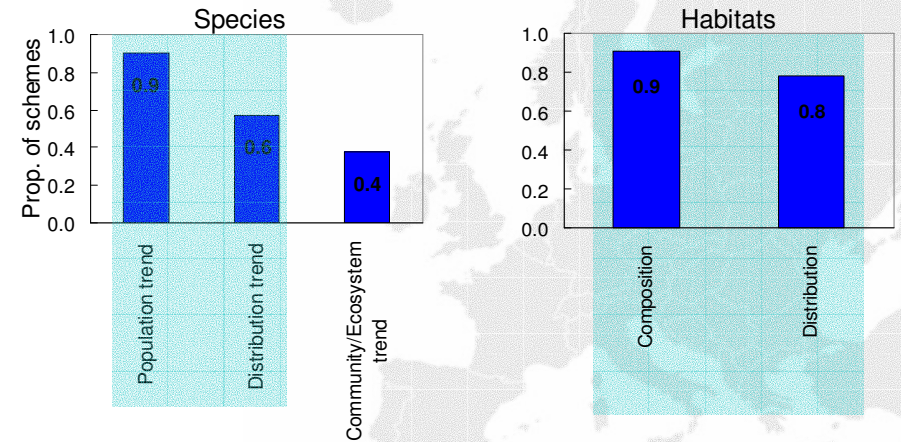 Species
1.0
0.8
0.6
0.4
0.2
0.0
Prop. of schemes
0.9
0.6
0.4
Population trend
Distribution trend
Community/Ecosystem
trend
Habitats
1.0
0.8
0.6
0.4
0.2
0.0
0.9
0.8
Composition
Distribution